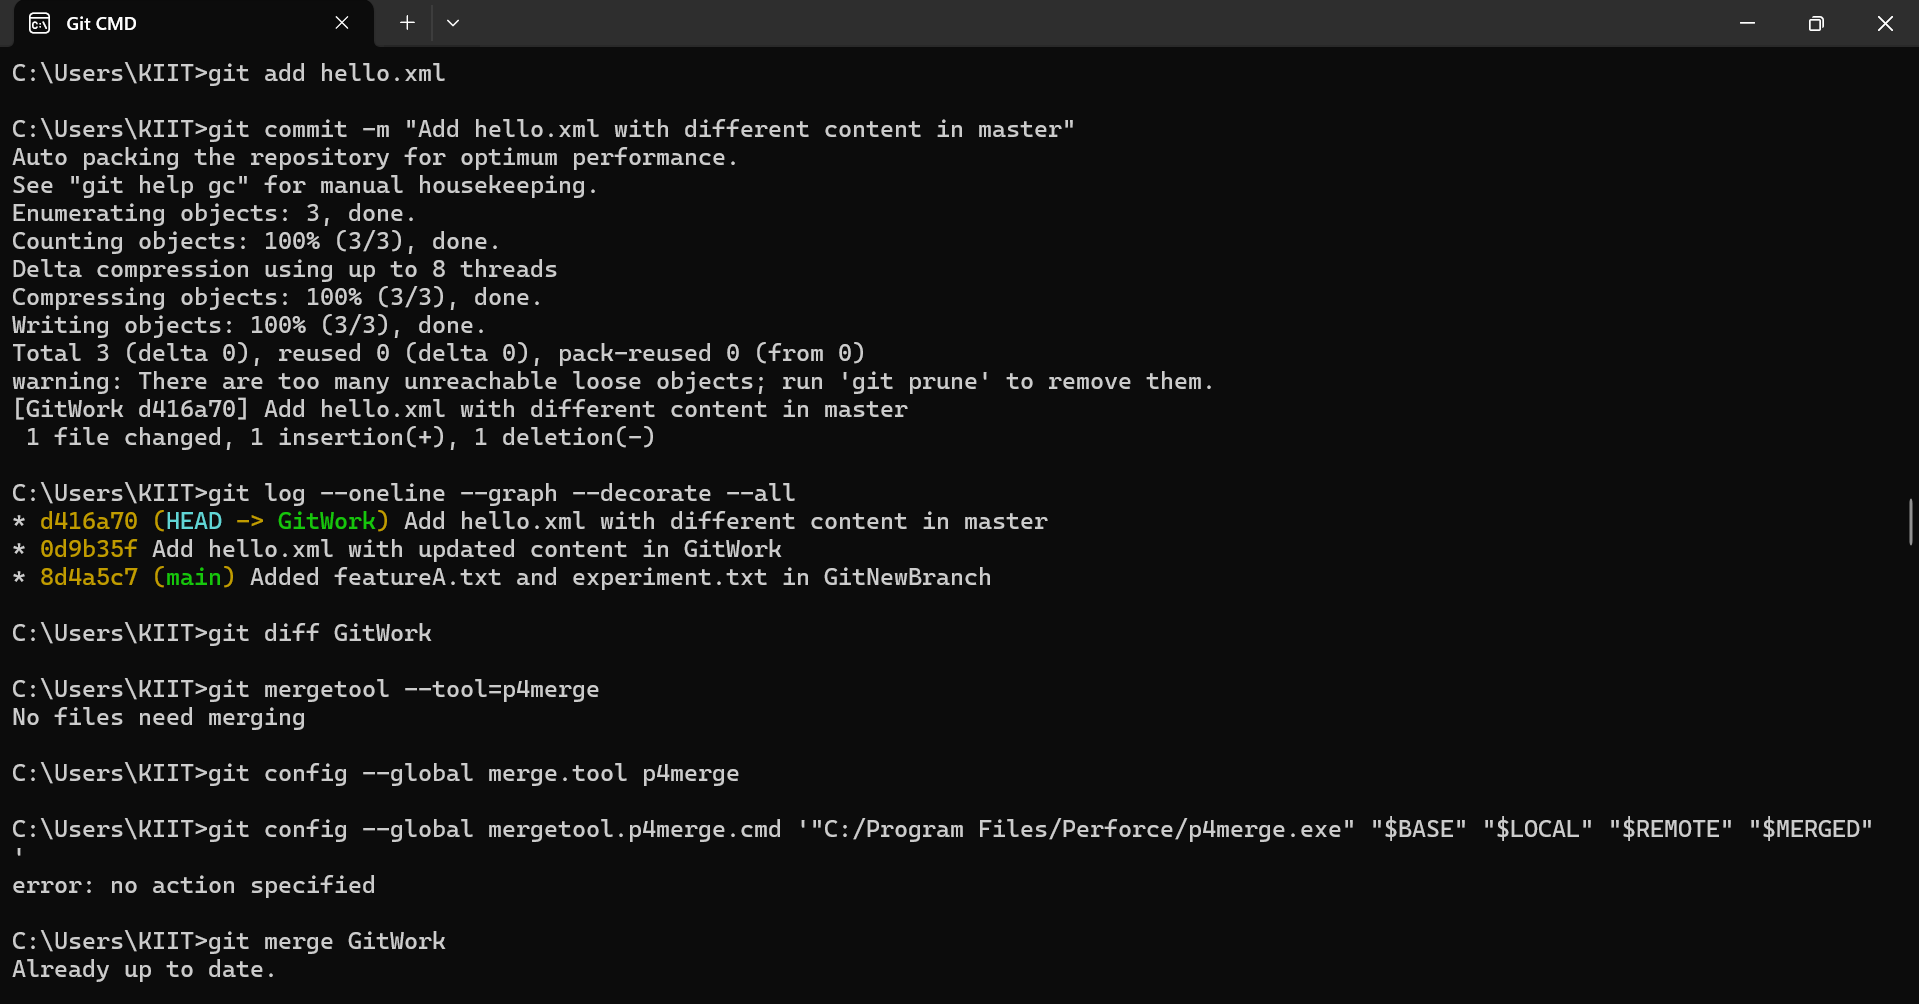 Git CMD
C:\Users\KIIT>git add hello.xml
C:\Users\KIIT>git commit -m "Add hello.xml with different content in master"
Auto packing the repository for optimum performance.
See "git help gc" for manual housekeeping.
Enumerating objects: 3, done.
Counting objects: 100% (3/3), done.
Delta compression using up to 8 threads
Compressing objects: 100% (3/3), done.
Writing objects: 100% (3/3), done.
Total 3 (delta 0), reused 0 (delta 0), pack-reused 0 (from 0)
warning: There are too many unreachable loose objects; run 'git prune' to remove them.
[GitWork d416a70] Add hello.xml with different content in master
 1 file changed, 1 insertion(+), 1 deletion(-)
C:\Users\KIIT>git log --oneline --graph --decorate --all
* d416a70 (HEAD -> GitWork) Add hello.xml with different content in master
* 0d9b35f Add hello.xml with updated content in GitWork
* 8d4a5c7 (main) Added featureA.txt and experiment.txt in GitNewBranch
C:\Users\KIIT>git diff GitWork
C:\Users\KIIT>git mergetool --tool=p4merge
No files need merging
C:\Users\KIIT>git config --global merge.tool p4merge
C:\Users\KIIT>git config --global mergetool.p4merge.cmd '"C:/Program Files/Perforce/p4merge.exe" "$BASE" "$LOCAL" "$REMOTE" "$MERGED"
'
error: no action specified
C:\Users\KIIT>git merge GitWork
Already up to date.